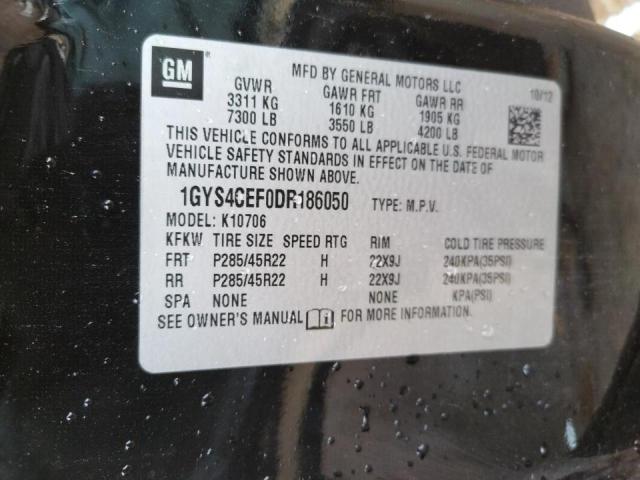 GM
MFD BY GENERAL MOTORS LLC
10/12
GVWR GAWR FRT GAWR RR
3311 KG 1610 KG 1905 KG
7300 LB 3550 LB 4200 LB
THIS VEHICLE CONFORMS TO ALL APPLICABLE U.S. FEDERAL MOTOR
VEHICLE SAFETY STANDARDS IN EFFECT ON THE DATE OF
MANUFACTURE SHOWN ABOVE.
1GYS4CEF0DR186050 TYPE: M.P.V.
MODEL: K10706
KFKW TIRE SIZE SPEED RTG RIM COLD TIRE PRESSURE
FRT P285/45R22 H 22X9J 240KPA(35PSI)
RR P285/45R22 H 22X9J 240KPA(35PSI)
SPA NONE NONE KPA(PSI)
SEE OWNER'S MANUAL FOR MORE INFORMATION.